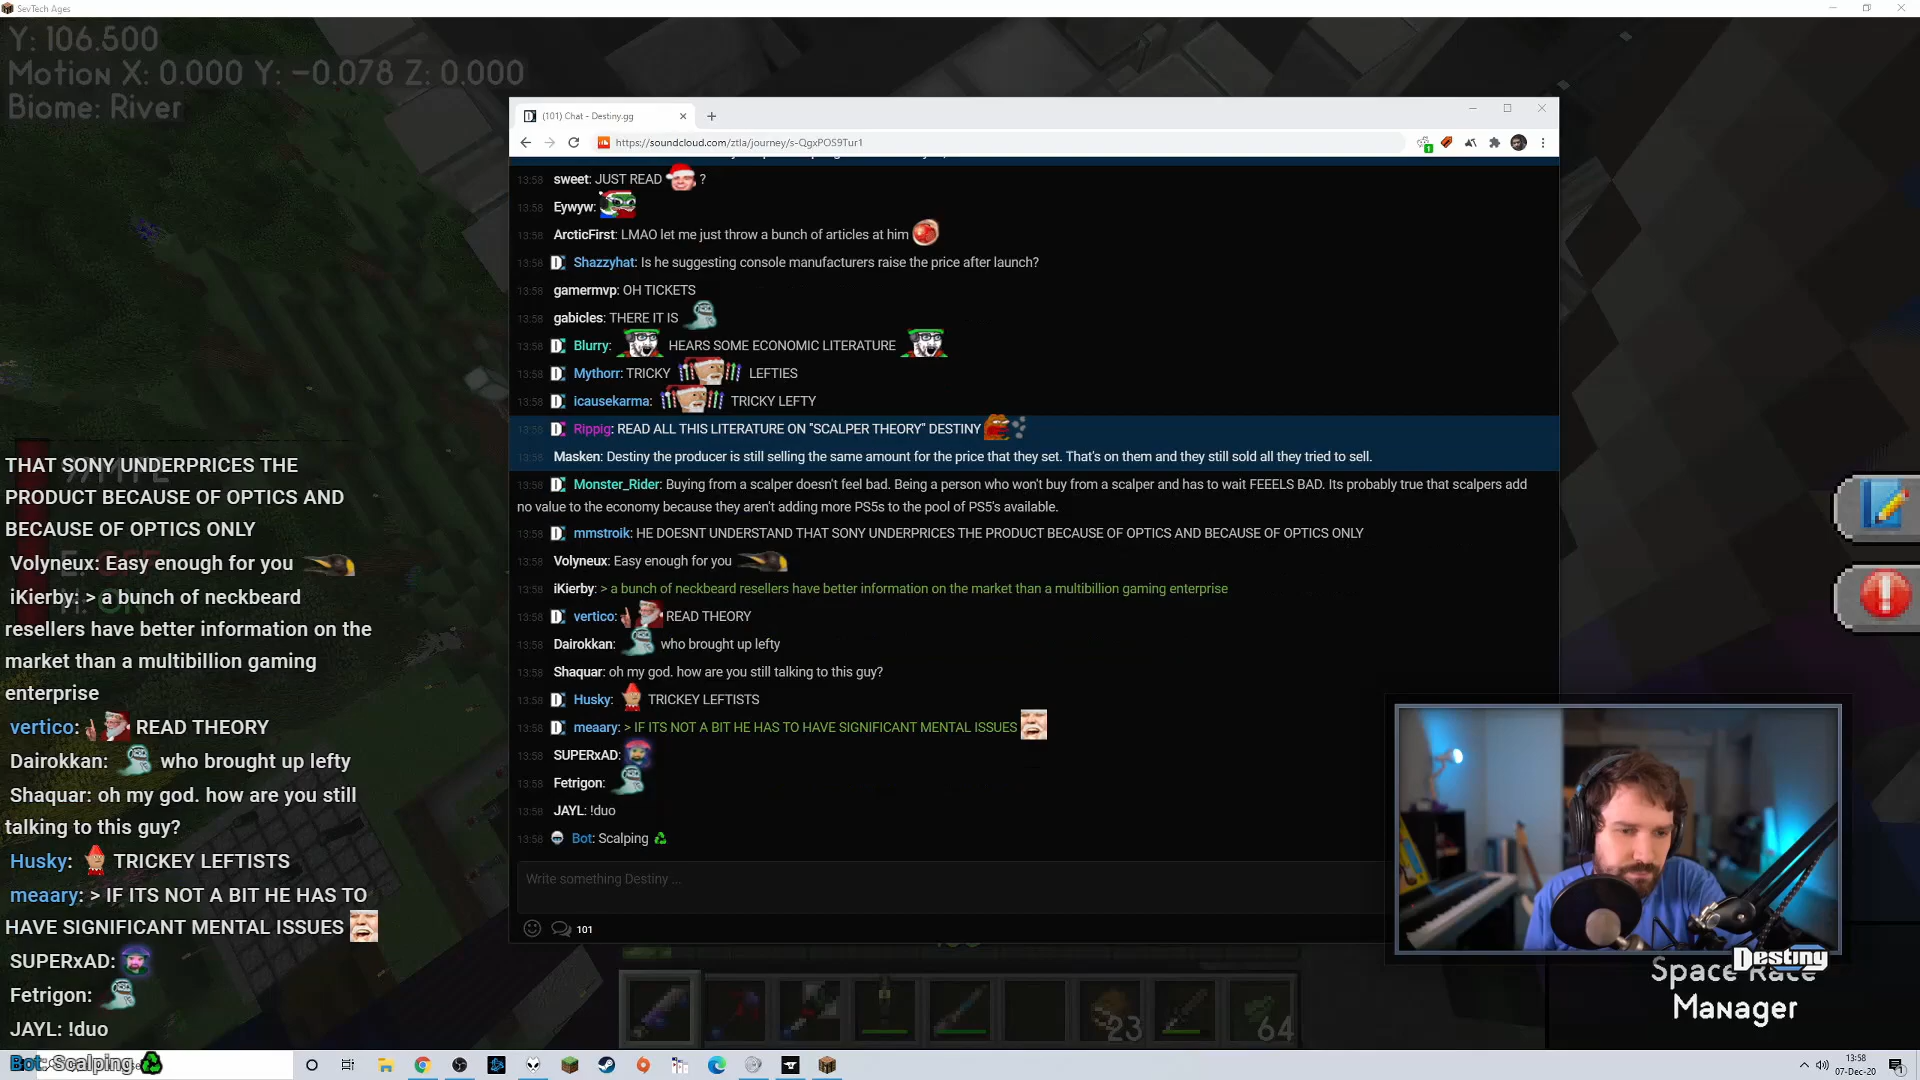 SevTech Ages
Y: 106.500
Motion X: 0.000 Y: -0.078 Z: 0.000
Biome: River
(101) Chat - Destiny.gg
https://soundcloud.com/ztla/journey/s-QgxPOS9Tur1
13:58 sweet: JUST READ ?
13:58 Eywyw:
13:58 ArcticFirst: LMAO let me just throw a bunch of articles at him
13:58 Shazzyhat: Is he suggesting console manufacturers raise the price after launch?
13:58 gamermvp: OH TICKETS
13:58 gabicles: THERE IT IS
13:58 Blurry: HEARS SOME ECONOMIC LITERATURE
13:58 Mythorr: TRICKY LEFTIES
13:58 icausekarma: TRICKY LEFTY
13:58 Rippig: READ ALL THIS LITERATURE ON "SCALPER THEORY" DESTINY
13:58 Masken: Destiny the producer is still selling the same amount for the price that they set. That's on them and they still sold all they tried to sell.
13:58 Monster_Rider: Buying from a scalper doesn't feel bad. Being a person who won't buy from a scalper and has to wait FEEELS BAD. Its probably true that scalpers add
no value to the economy because they aren't adding more PS5s to the pool of PS5's available.
13:58 mmstroik: HE DOESNT UNDERSTAND THAT SONY UNDERPRICES THE PRODUCT BECAUSE OF OPTICS AND BECAUSE OF OPTICS ONLY
13:58 Volyneux: Easy enough for you
13:58 iKierby: > a bunch of neckbeard resellers have better information on the market than a multibillion gaming enterprise
13:58 vertico: READ THEORY
13:58 Dairokkan: who brought up lefty
13:58 Shaquar: oh my god. how are you still talking to this guy?
13:58 Husky: TRICKEY LEFTISTS
13:58 meaary: > IF ITS NOT A BIT HE HAS TO HAVE SIGNIFICANT MENTAL ISSUES
13:58 SUPERxAD:
13:58 Fetrigon:
13:58 JAYL: !duo
13:58 Bot: Scalping
Write something Destiny ...
101
THAT SONY UNDERPRICES THE
PRODUCT BECAUSE OF OPTICS AND
BECAUSE OF OPTICS ONLY
Volyneux: Easy enough for you
iKierby: > a bunch of neckbeard
resellers have better information on the
market than a multibillion gaming
enterprise
vertico: READ THEORY
Dairokkan: who brought up lefty
Shaquar: oh my god. how are you still
talking to this guy?
Husky: TRICKEY LEFTISTS
meaary: > IF ITS NOT A BIT HE HAS TO
HAVE SIGNIFICANT MENTAL ISSUES
SUPERxAD:
Fetrigon:
JAYL: !duo
Bot: Scalping
Destiny
Space Race
Manager
23
64
13:58
07-Dec-20